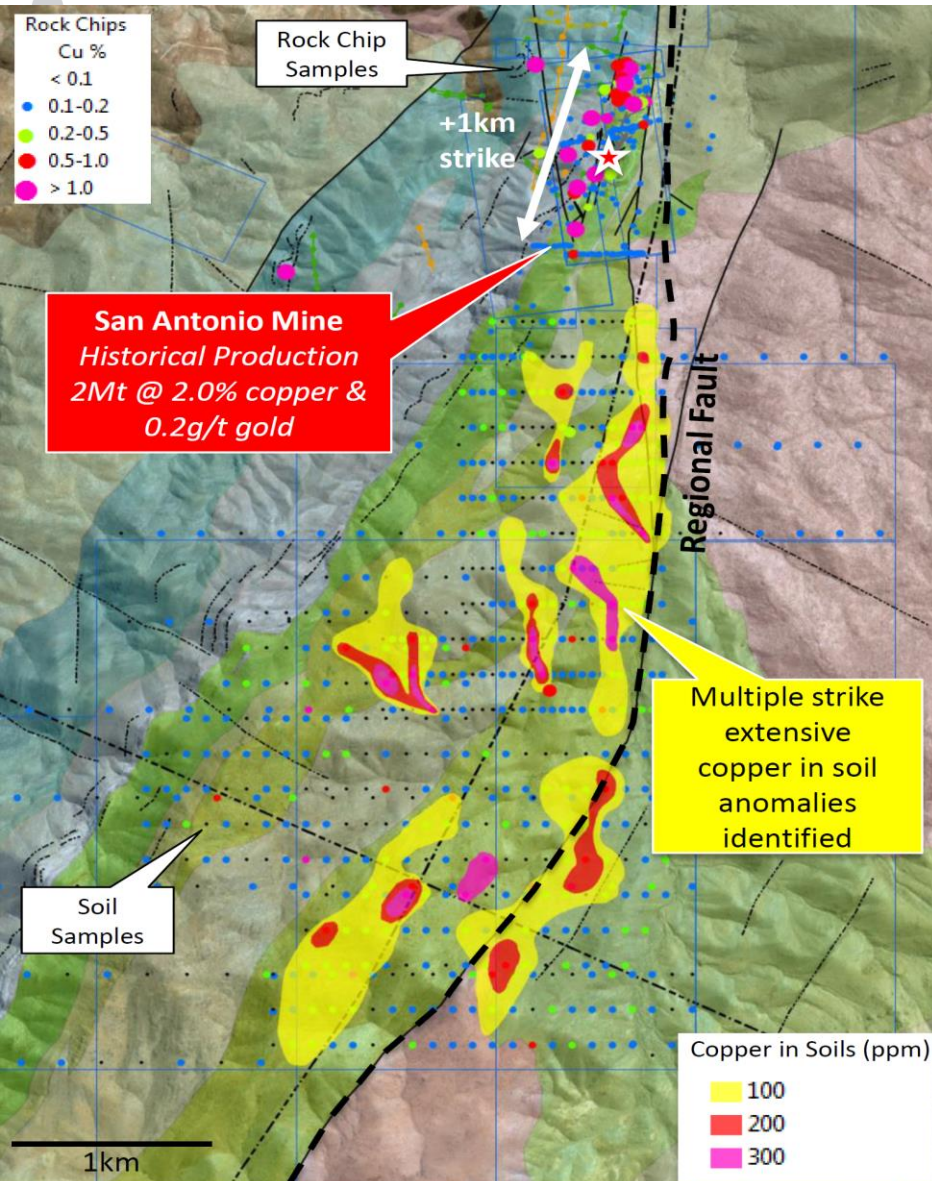 Rock Chips
Cu %
< 0.1
0.1-0.2
0.2-0.5
0.5-1.0
> 1.0
Rock Chip
Samples
+1km
strike
San Antonio Mine
Historical Production
2Mt @ 2.0% copper &
0.2g/t gold
Regional Fault
Multiple strike
extensive
copper in soil
anomalies
identified
Soil
Samples
Copper in Soils (ppm)
100
200
300
1km